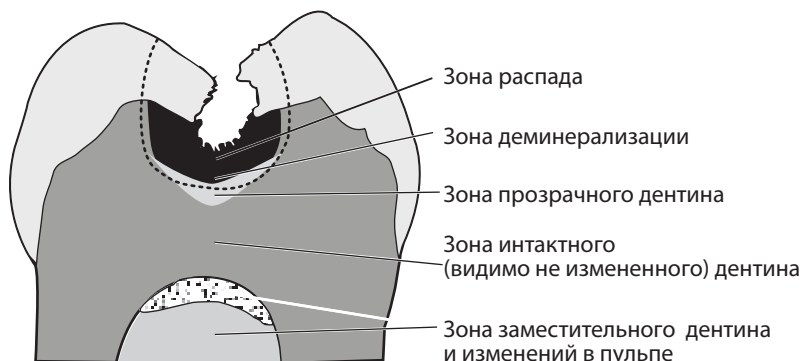 Зона распада
Зона деминерализации
Зона прозрачного дентина
Зона интактного
(видимо не измененного) дентина
Зона заместительного дентина
и изменений в пульпе